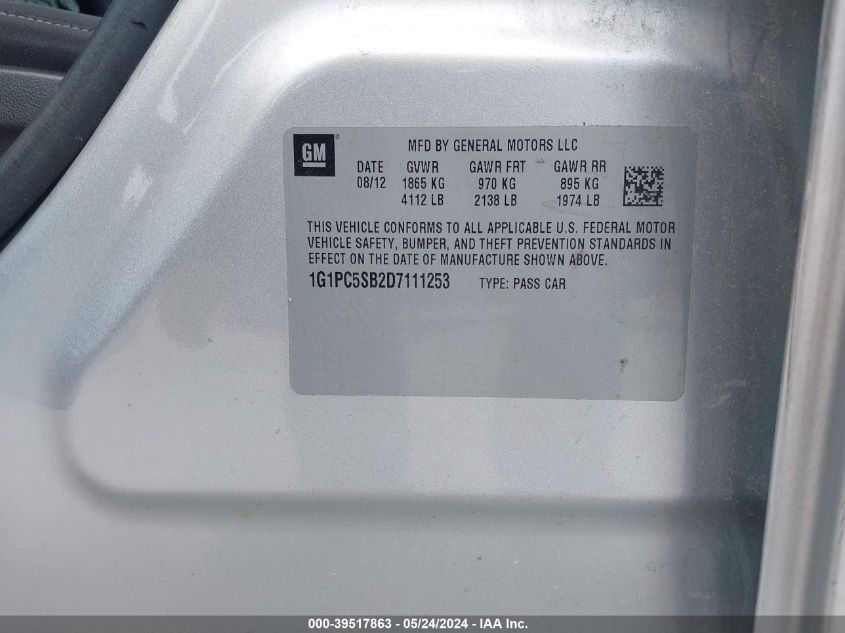 GM
MFD BY GENERAL MOTORS LLC
DATE GVWR GAWR FRT GAWR RR
08/12 1865 KG 970 KG 895 KG
4112 LB 2138 LB 1974 LB
THIS VEHICLE CONFORMS TO ALL APPLICABLE U.S. FEDERAL MOTOR
VEHICLE SAFETY, BUMPER, AND THEFT PREVENTION STANDARDS IN
EFFECT ON THE DATE OF MANUFACTURE SHOWN ABOVE.
1G1PC5SB2D7111253 TYPE: PASS CAR
000-39517863 - 05/24/2024 - IAA Inc.